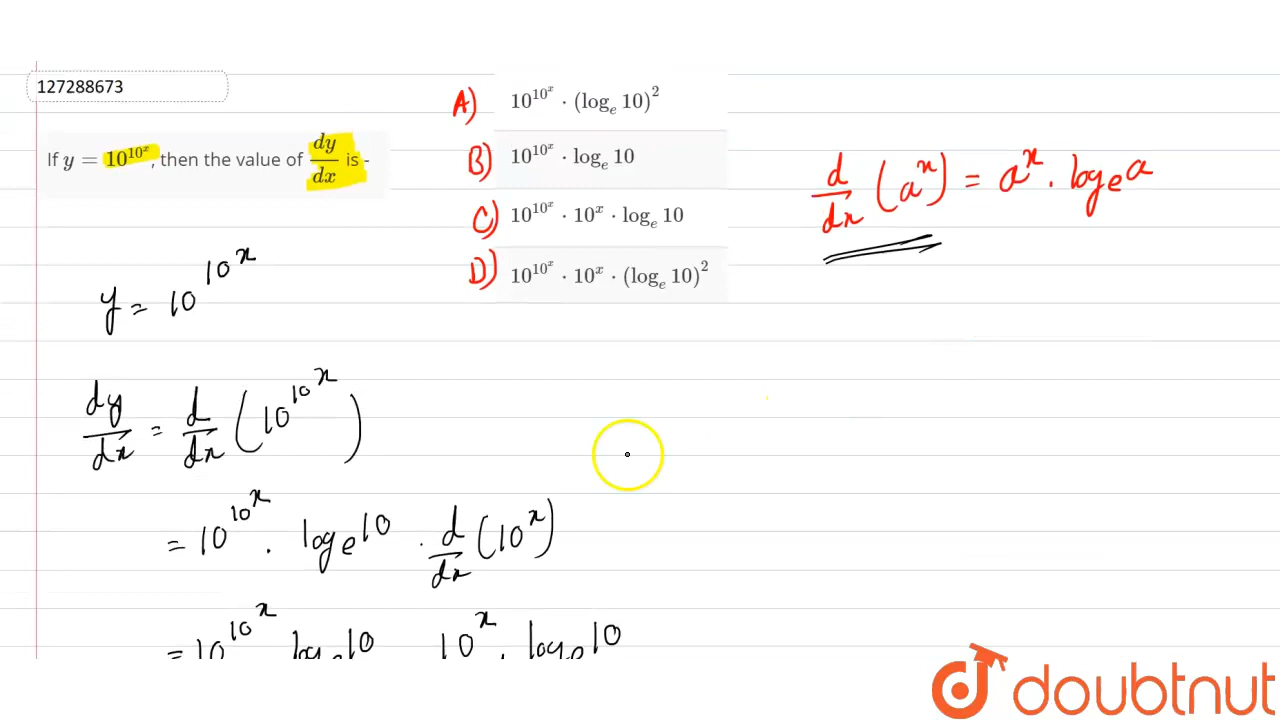 127288673
If y = 10^{10^x}, then the value of dy/dx is -
A) 10^{10^x} · (log_e 10)^2
B) 10^{10^x} · log_e 10
C) 10^{10^x} · 10^x · log_e 10
D) 10^{10^x} · 10^x · (log_e 10)^2
d/dx (a^x) = a^x . log_e a
y = 10^{10^x}
dy/dx = d/dx (10^{10^x})
= 10^{10^x} . log_e 10 . d/dx (10^x)
= 10^{10^x} log_e 10 10^x . log_e 10
doubtnut